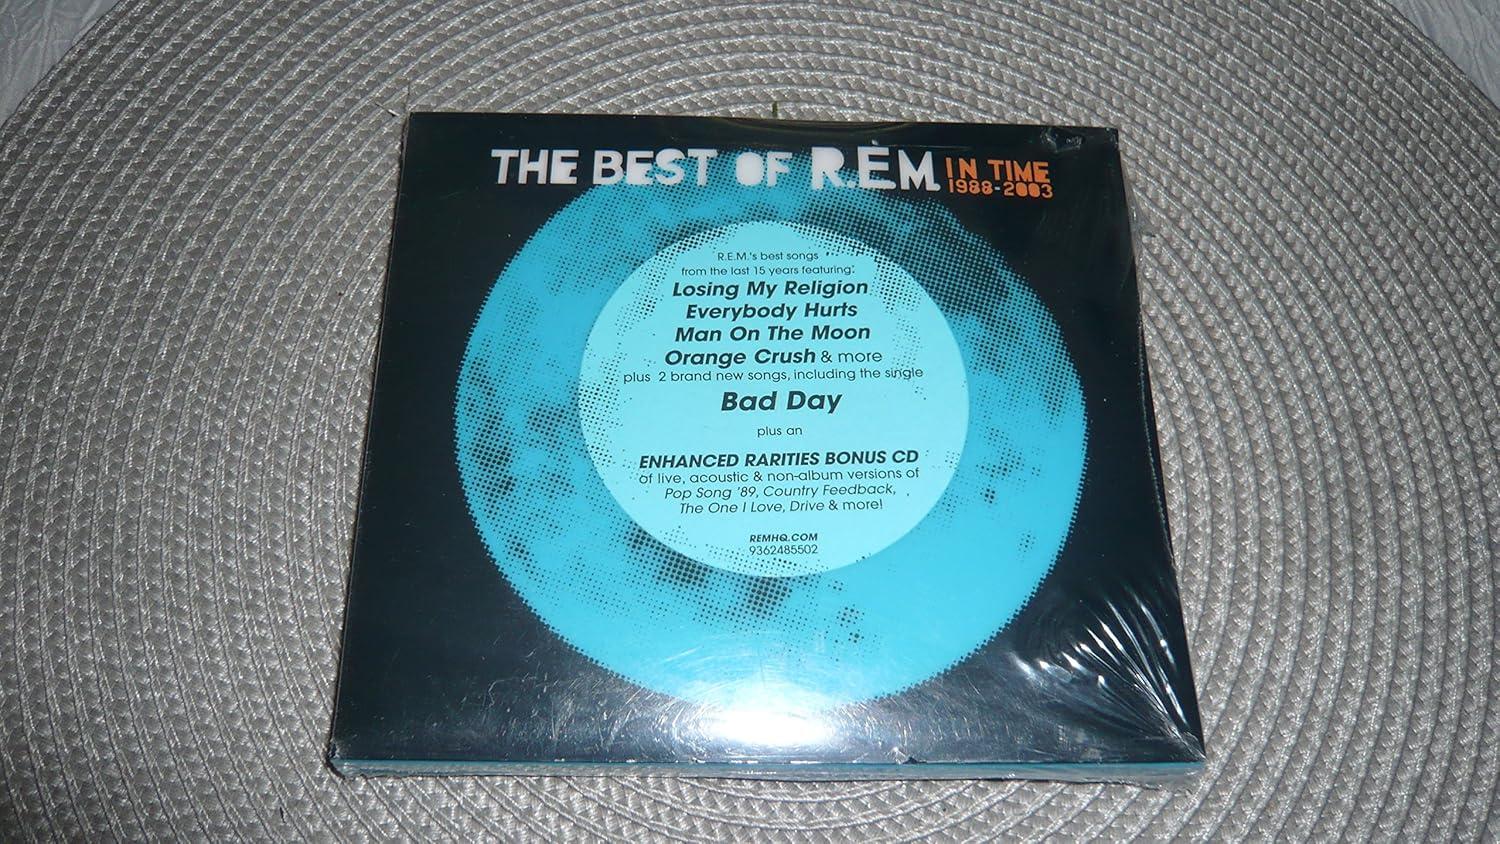 THE BEST OF R.E.M. IN TIME
1988-2003
R.E.M.'s best songs
from the last 15 years featuring:
Losing My Religion
Everybody Hurts
Man On The Moon
Orange Crush & more
plus 2 brand new songs, including the single
Bad Day
plus an
ENHANCED RARITIES BONUS CD
of live, acoustic & non-album versions of
Pop Song '89, Country Feedback,
The One I Love, Drive & more!
REMHQ.COM
9362485502